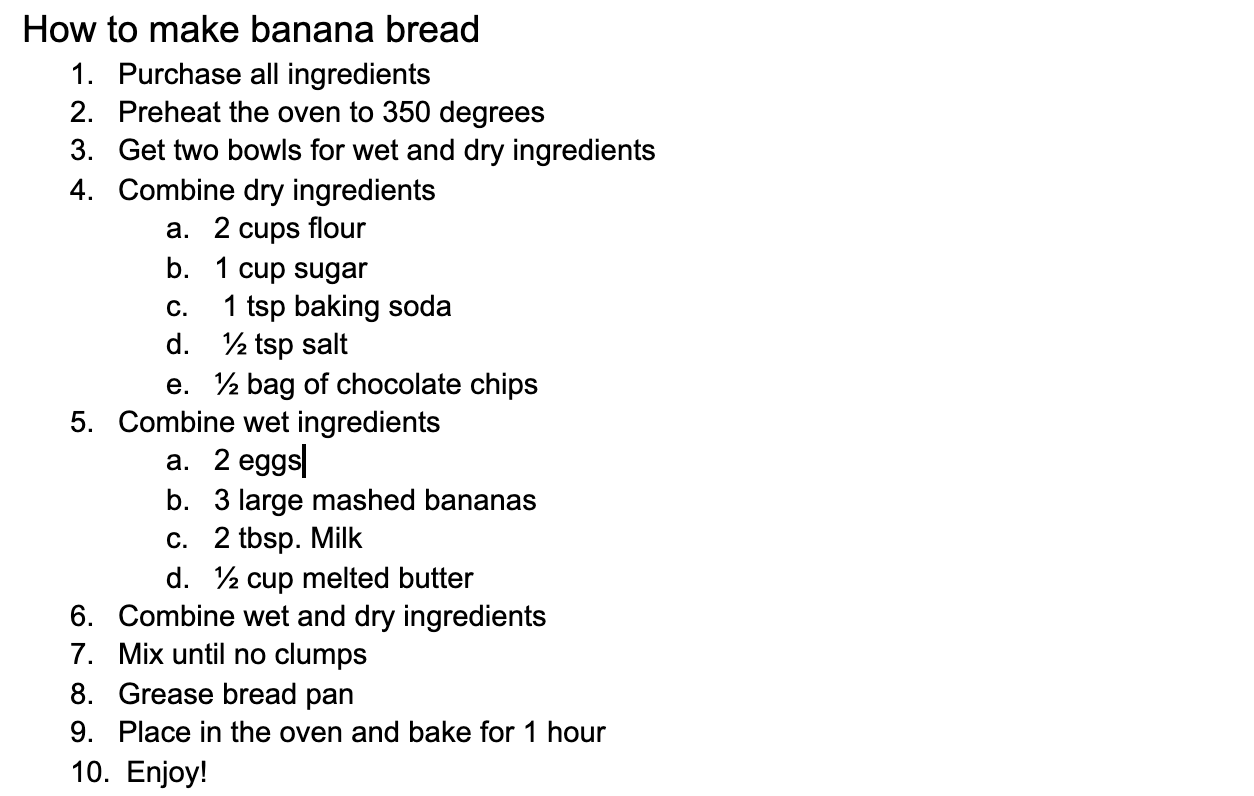 How to make banana bread
1. Purchase all ingredients
2. Preheat the oven to 350 degrees
3. Get two bowls for wet and dry ingredients
4. Combine dry ingredients
a. 2 cups flour
b. 1 cup sugar
c. 1 tsp baking soda
d. ½ tsp salt
e. ½ bag of chocolate chips
5. Combine wet ingredients
a. 2 eggs
b. 3 large mashed bananas
c. 2 tbsp. Milk
d. ½ cup melted butter
6. Combine wet and dry ingredients
7. Mix until no clumps
8. Grease bread pan
9. Place in the oven and bake for 1 hour
10. Enjoy!